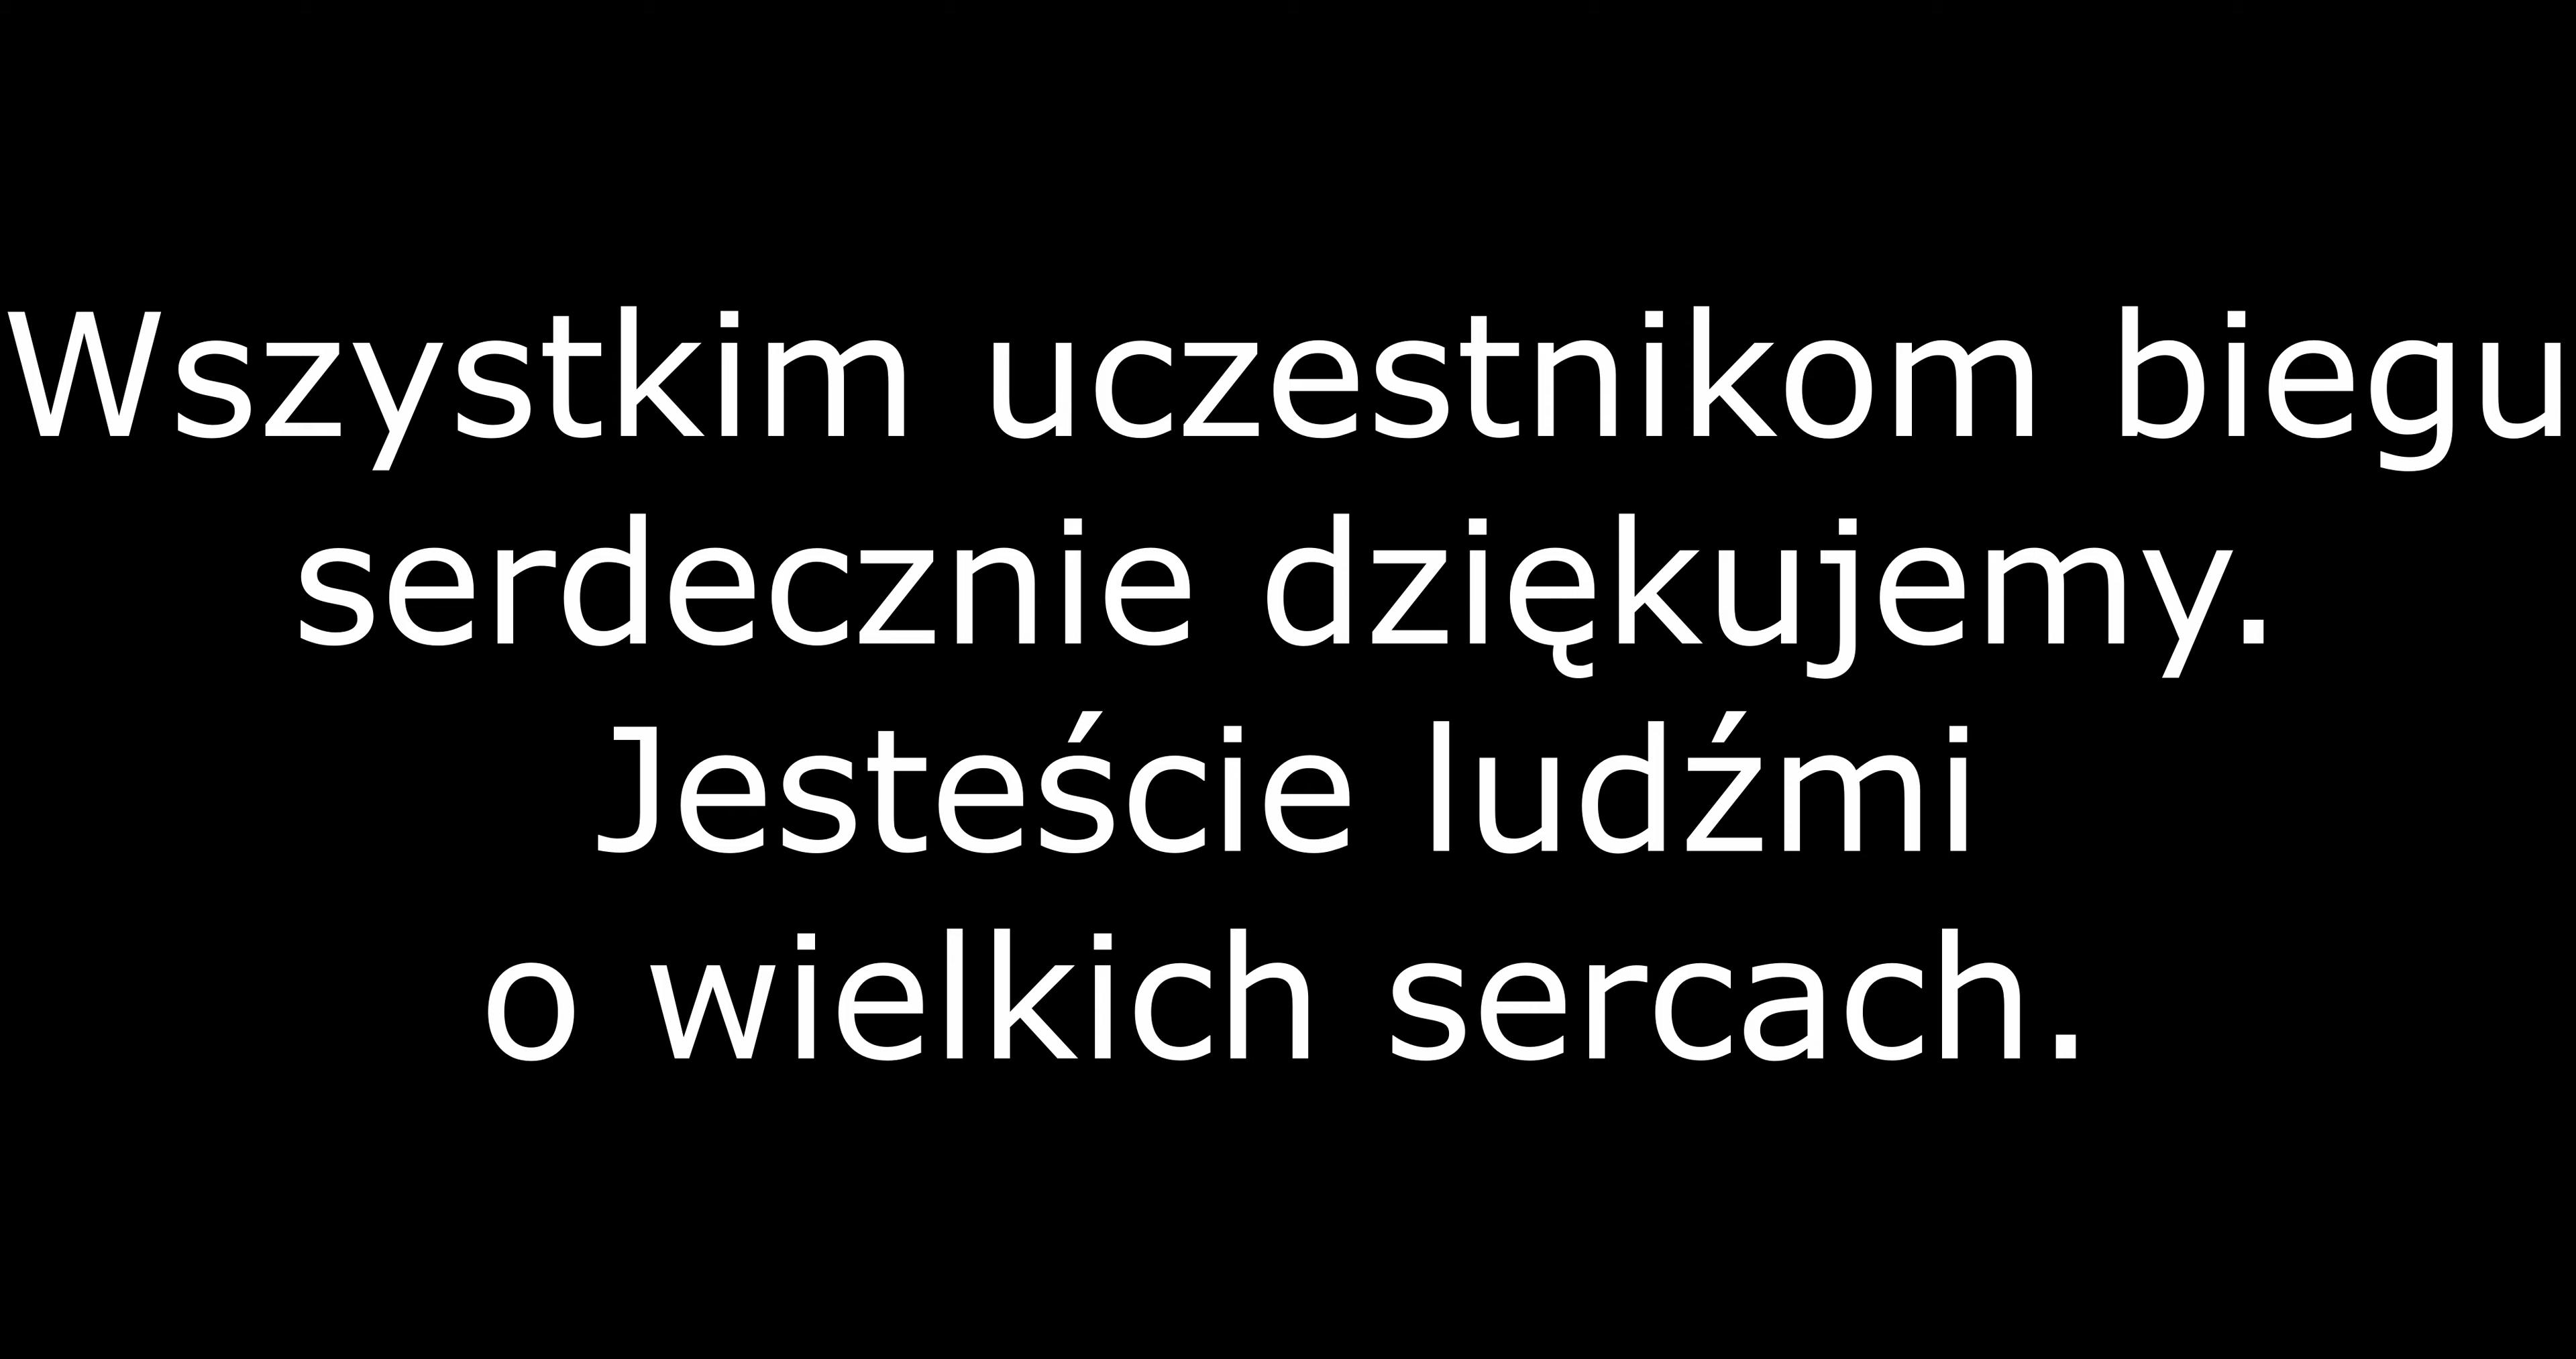 Wszystkim uczestnikom biegu
serdecznie dziękujemy.
Jesteście ludźmi
o wielkich sercach.